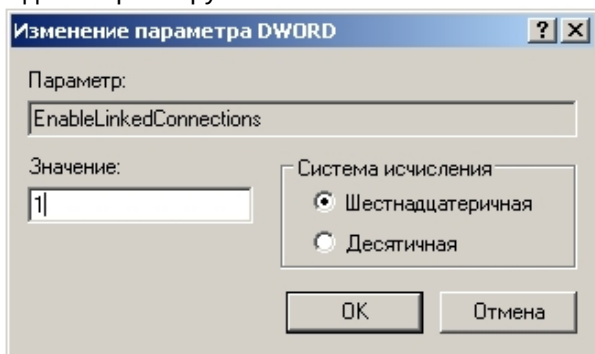 Изменение параметра DWORD
Параметр:
EnableLinkedConnections
Значение:
1
Система исчисления
Шестнадцатеричная
Десятичная
OK
Отмена